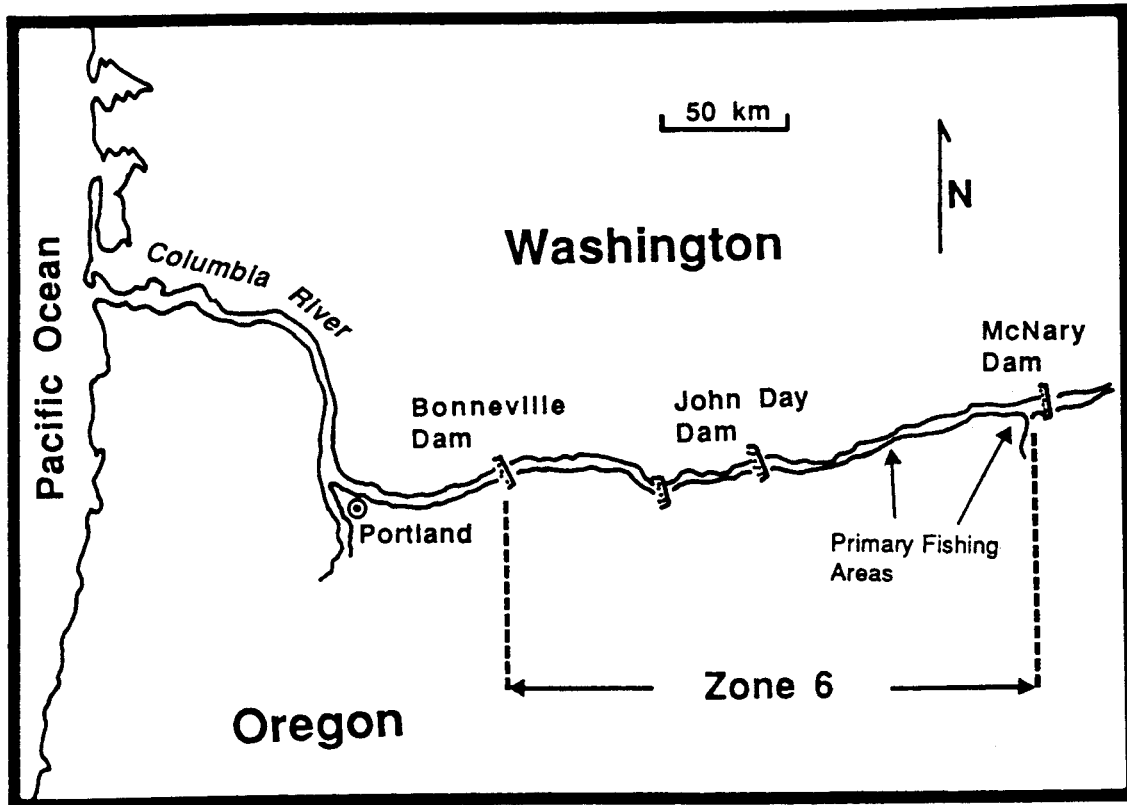 50 km
N
Washington
Columbia River
Pacific Ocean
McNary
Dam
Bonneville
Dam
John Day
Dam
Portland
Primary Fishing
Areas
Zone 6
Oregon